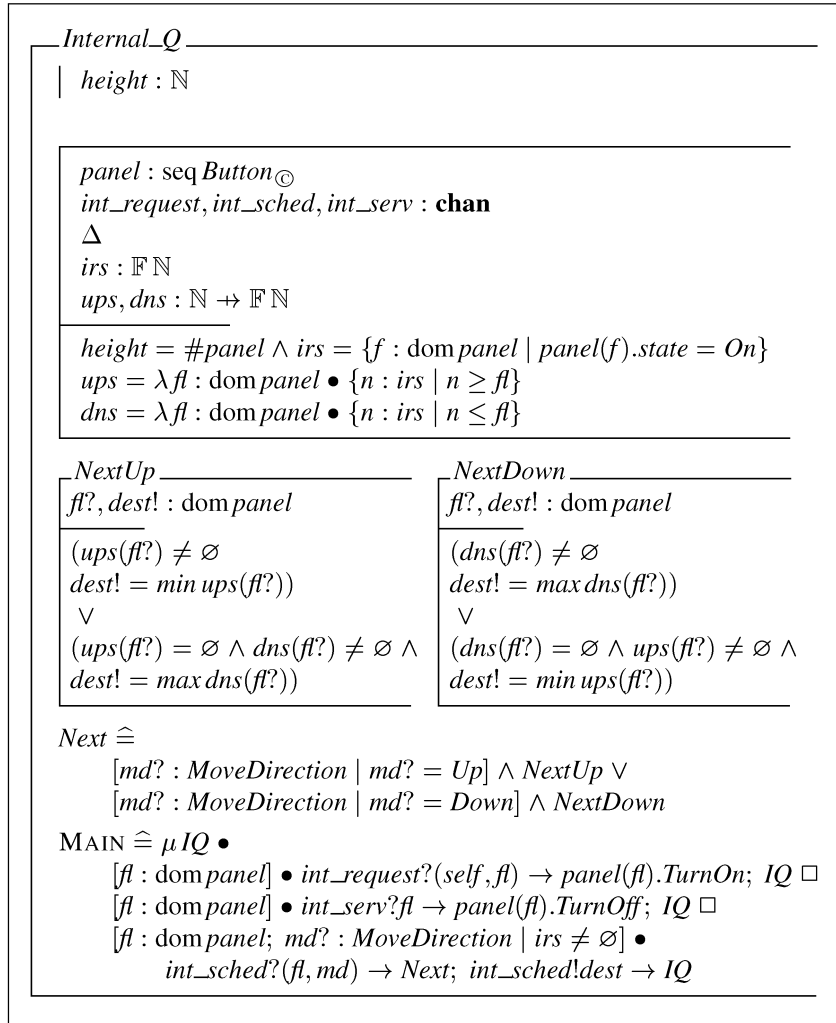 Internal_Q
height : ℕ
panel : seq Button©
int_request, int_sched, int_serv : chan
Δ
irs : 𝔽 ℕ
ups, dns : ℕ ⇸ 𝔽 ℕ
height = #panel ∧ irs = {f : dom panel | panel(f).state = On}
ups = λ fl : dom panel • {n : irs | n ≥ fl}
dns = λ fl : dom panel • {n : irs | n ≤ fl}
NextUp
fl?, dest! : dom panel
(ups(fl?) ≠ ∅
dest! = min ups(fl?))
∨
(ups(fl?) = ∅ ∧ dns(fl?) ≠ ∅ ∧
dest! = max dns(fl?))
NextDown
fl?, dest! : dom panel
(dns(fl?) ≠ ∅
dest! = max dns(fl?))
∨
(dns(fl?) = ∅ ∧ ups(fl?) ≠ ∅ ∧
dest! = min ups(fl?))
Next ≙
[md? : MoveDirection | md? = Up] ∧ NextUp ∨
[md? : MoveDirection | md? = Down] ∧ NextDown
MAIN ≙ μ IQ •
[fl : dom panel] • int_request?(self, fl) → panel(fl).TurnOn; IQ □
[fl : dom panel] • int_serv?fl → panel(fl).TurnOff; IQ □
[fl : dom panel; md? : MoveDirection | irs ≠ ∅] •
int_sched?(fl, md) → Next; int_sched!dest → IQ